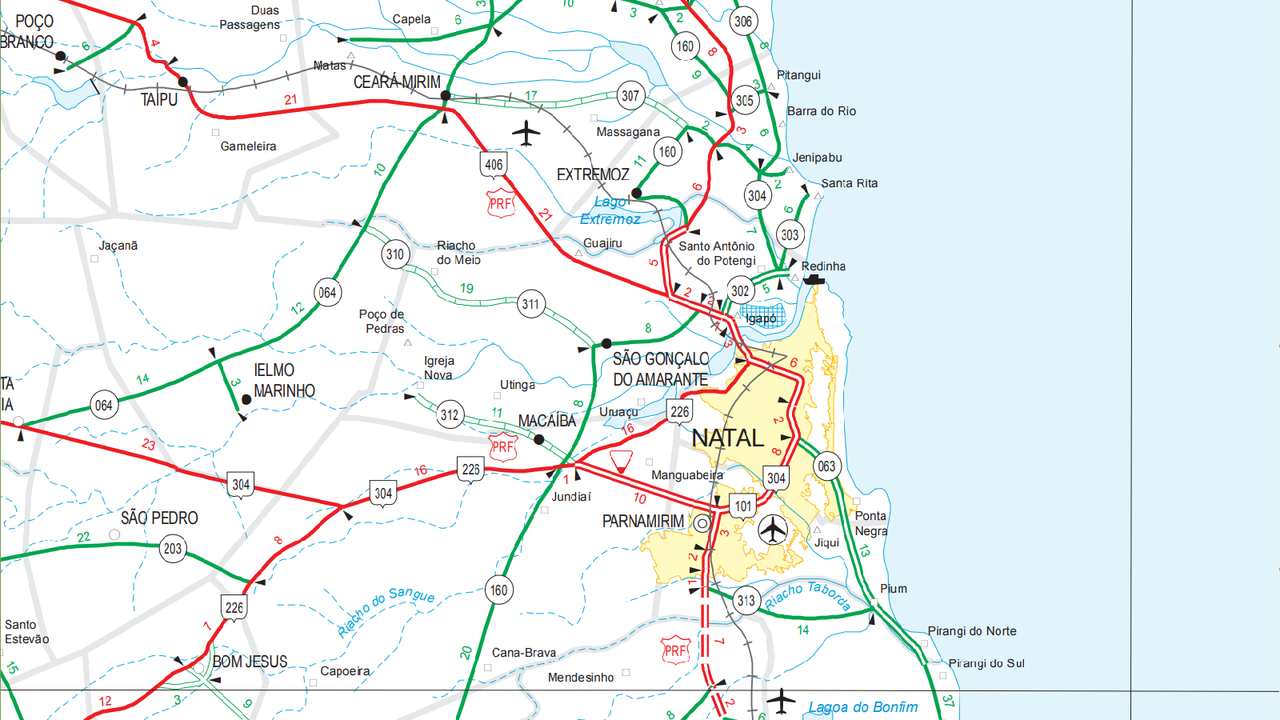 POÇO
BRANCO
Duas
Passagens
Capela
6
3
10
3
2
306
8
160
8
9
3
Pitangui
4
6
Matas
CEARÁ-MIRIM
TAIPU
21
17
307
305
Barra do Rio
Massagana
2
3
6
Gameleira
160
4
Jenipabu
11
10
406
EXTREMOZ
2
Santa Rita
PRF
6
304
6
Lago
Extremoz
21
303
7
Jaçanã
310
Riacho
do Meio
Guajiru
Santo Antônio
do Potengi
5
Redinha
064
12
19
311
2
2
302
5
Poço de
Pedras
Igapó
8
3
SÃO GONÇALO
DO AMARANTE
6
TA
IA
14
3
IELMO
MARINHO
Igreja
Nova
Utinga
064
8
312
11
MACAÍBA
Uruaçu
226
2
16
NATAL
23
PRF
8
16
226
063
304
304
1
Manguabeira
304
10
Jundiaí
101
SÃO PEDRO
PARNAMIRIM
Ponta
Negra
22
203
8
3
Jiqui
13
2
160
1
313
Riacho Taborda
Pium
Riacho do Sangue
226
14
Santo
Estevão
7
Pirangi do Norte
7
PRF
15
20
Cana-Brava
BOM JESUS
Capoeira
Mendesinho
Pirangi do Sul
12
3
9
8
2
6
Lagoa do Bonfim
37